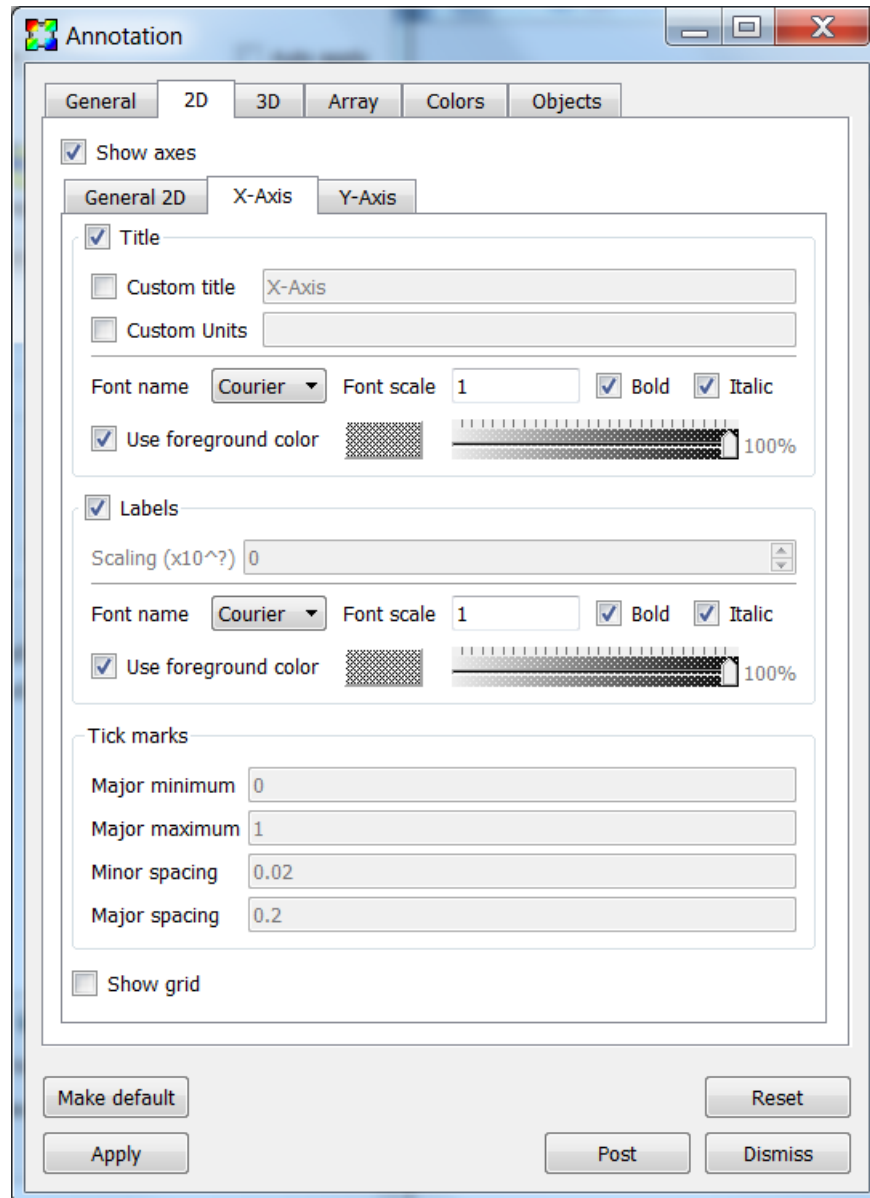 Annotation
General 2D 3D Array Colors Objects
Show axes
General 2D X-Axis Y-Axis
Title
Custom title X-Axis
Custom Units
Font name Courier Font scale 1 Bold Italic
Use foreground color 100%
Labels
Scaling (x10^?) 0
Font name Courier Font scale 1 Bold Italic
Use foreground color 100%
Tick marks
Major minimum 0
Major maximum 1
Minor spacing 0.02
Major spacing 0.2
Show grid
Make default Reset
Apply Post Dismiss